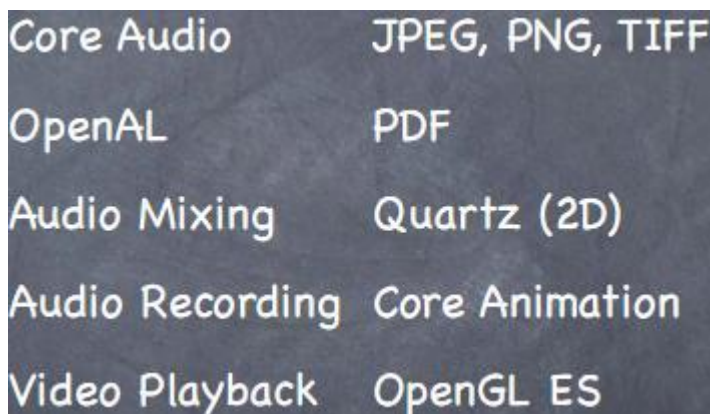 Core Audio
OpenAL
Audio Mixing
Audio Recording
Video Playback
JPEG, PNG, TIFF
PDF
Quartz (2D)
Core Animation
OpenGL ES